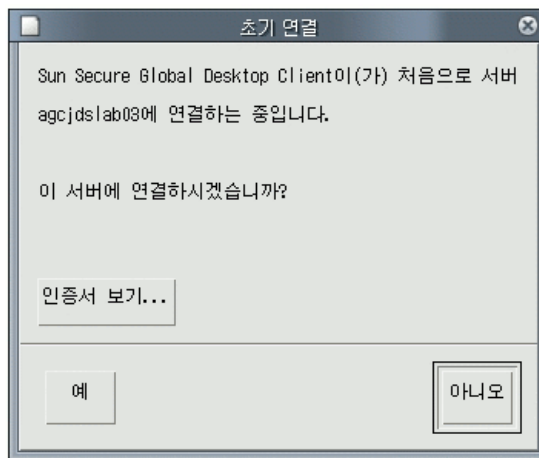 초기 연결
Sun Secure Global Desktop Client이(가) 처음으로 서버
agcjdslab03에 연결하는 중입니다.
이 서버에 연결하시겠습니까?
인증서 보기...
예
아니오